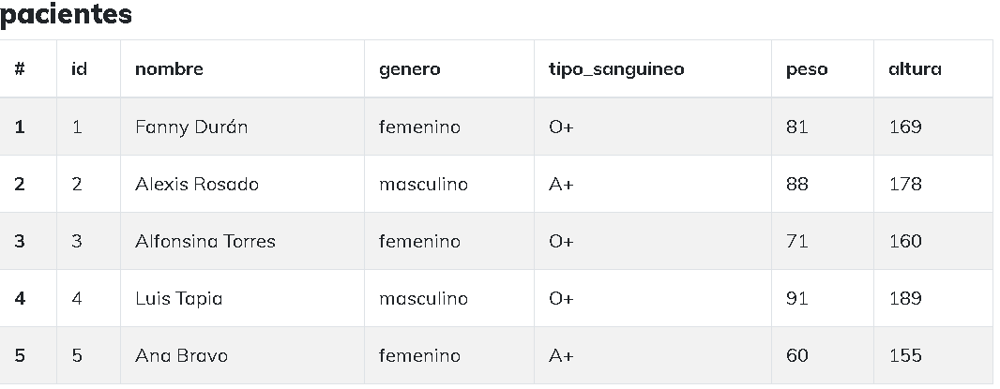 pacientes
# id nombre genero tipo_sanguineo peso altura
1 1 Fanny Durán femenino O+ 81 169
2 2 Alexis Rosado masculino A+ 88 178
3 3 Alfonsina Torres femenino O+ 71 160
4 4 Luis Tapia masculino O+ 91 189
5 5 Ana Bravo femenino A+ 60 155